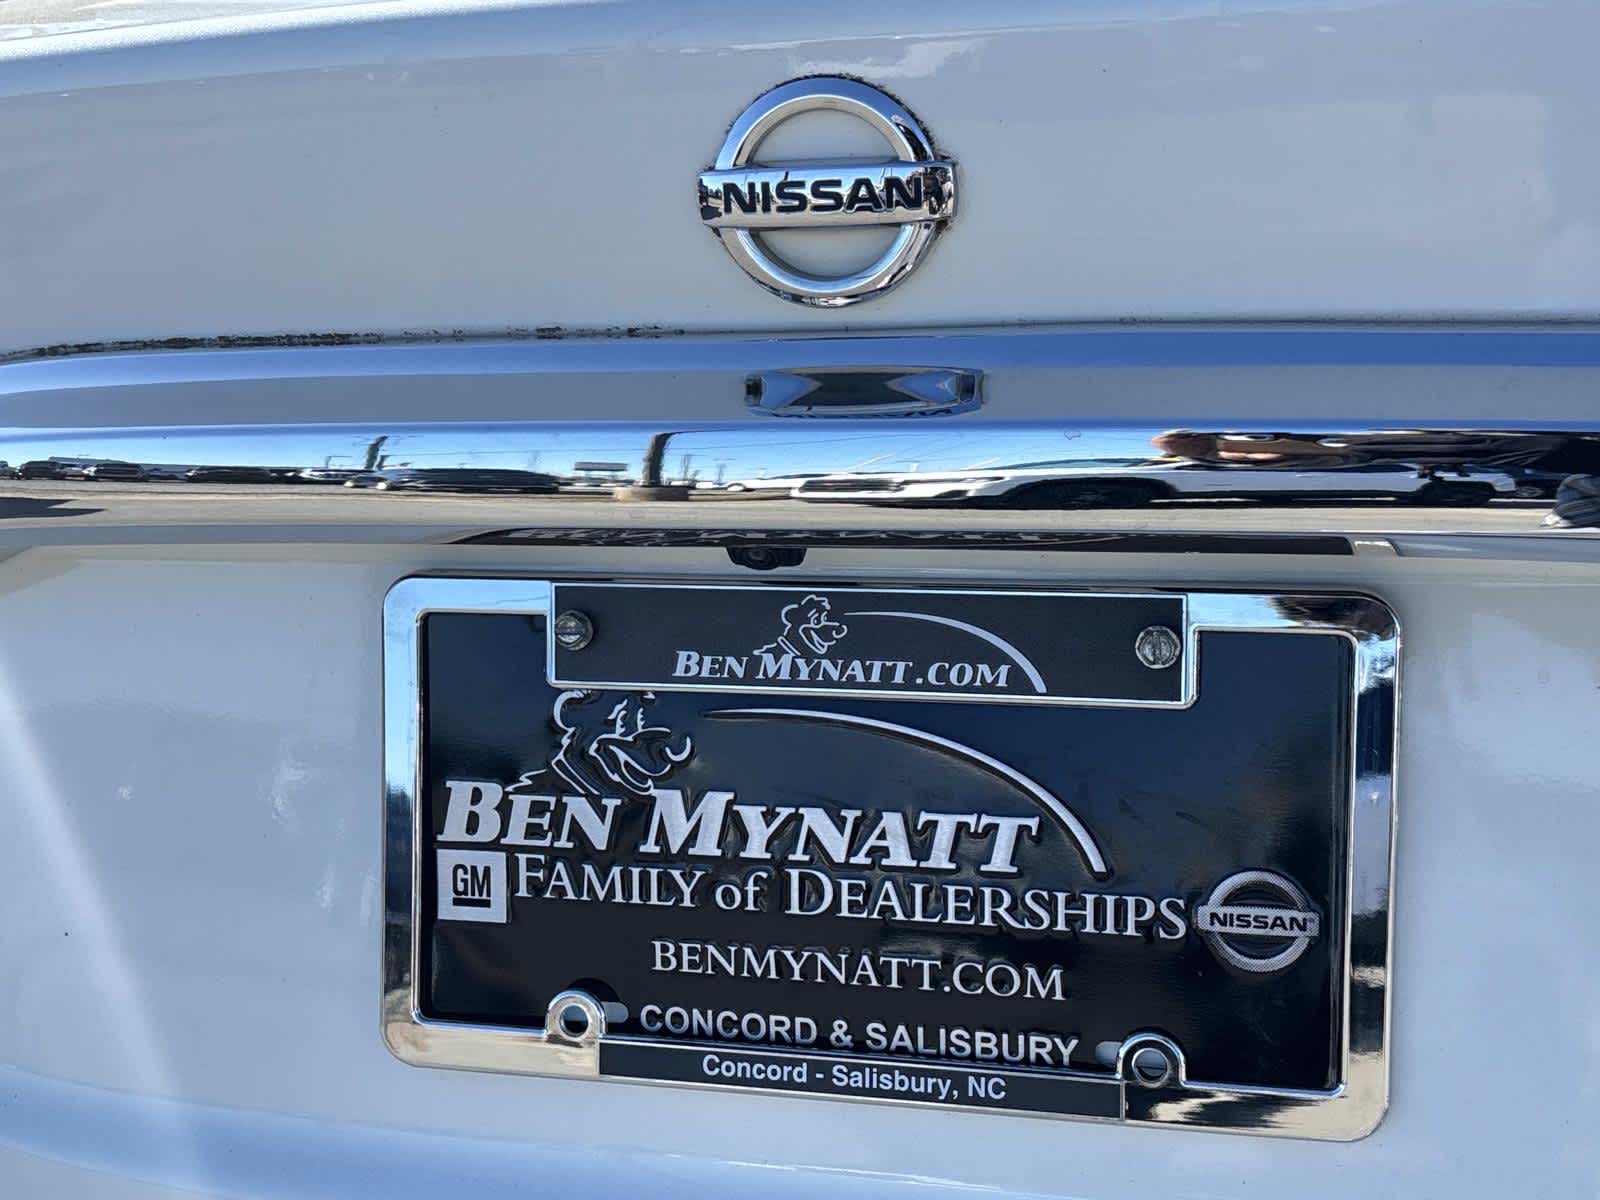 NISSAN
BEN MYNATT.COM
BEN MYNATT
GM
FAMILY of DEALERSHIPS
NISSAN
BENMYNATT.COM
CONCORD & SALISBURY
Concord - Salisbury, NC